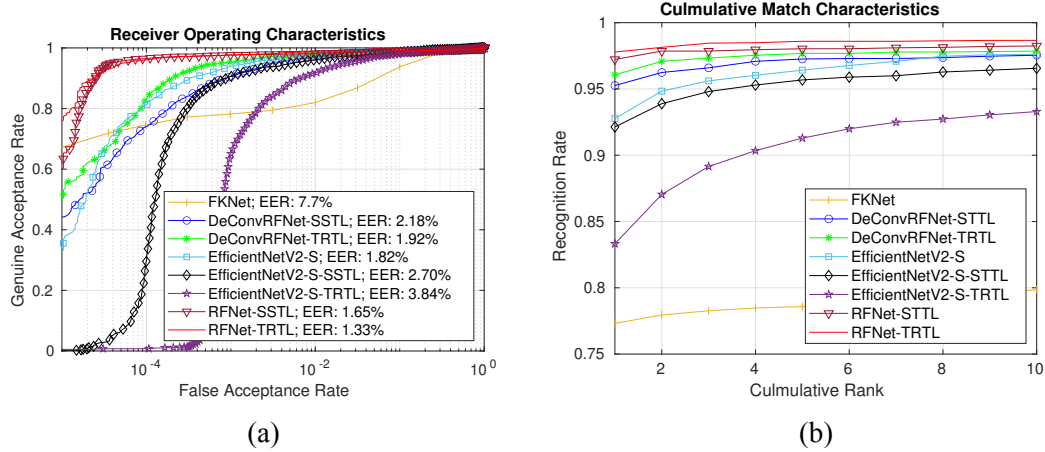 Receiver Operating Characteristics
1
0.8
0.6
0.4
0.2
0
Genuine Acceptance Rate
FKNet; EER: 7.7%
DeConvRFNet-SSTL; EER: 2.18%
DeConvRFNet-TRTL; EER: 1.92%
EfficientNetV2-S; EER: 1.82%
EfficientNetV2-S-SSTL; EER: 2.70%
EfficientNetV2-S-TRTL; EER: 3.84%
RFNet-SSTL; EER: 1.65%
RFNet-TRTL; EER: 1.33%
10⁻⁴ 10⁻² 10⁰
False Acceptance Rate
(a)
Culmulative Match Characteristics
1
0.95
0.9
0.85
0.8
0.75
Recognition Rate
FKNet
DeConvRFNet-STTL
DeConvRFNet-TRTL
EfficientNetV2-S
EfficientNetV2-S-STTL
EfficientNetV2-S-TRTL
RFNet-STTL
RFNet-TRTL
2 4 6 8 10
Culmulative Rank
(b)